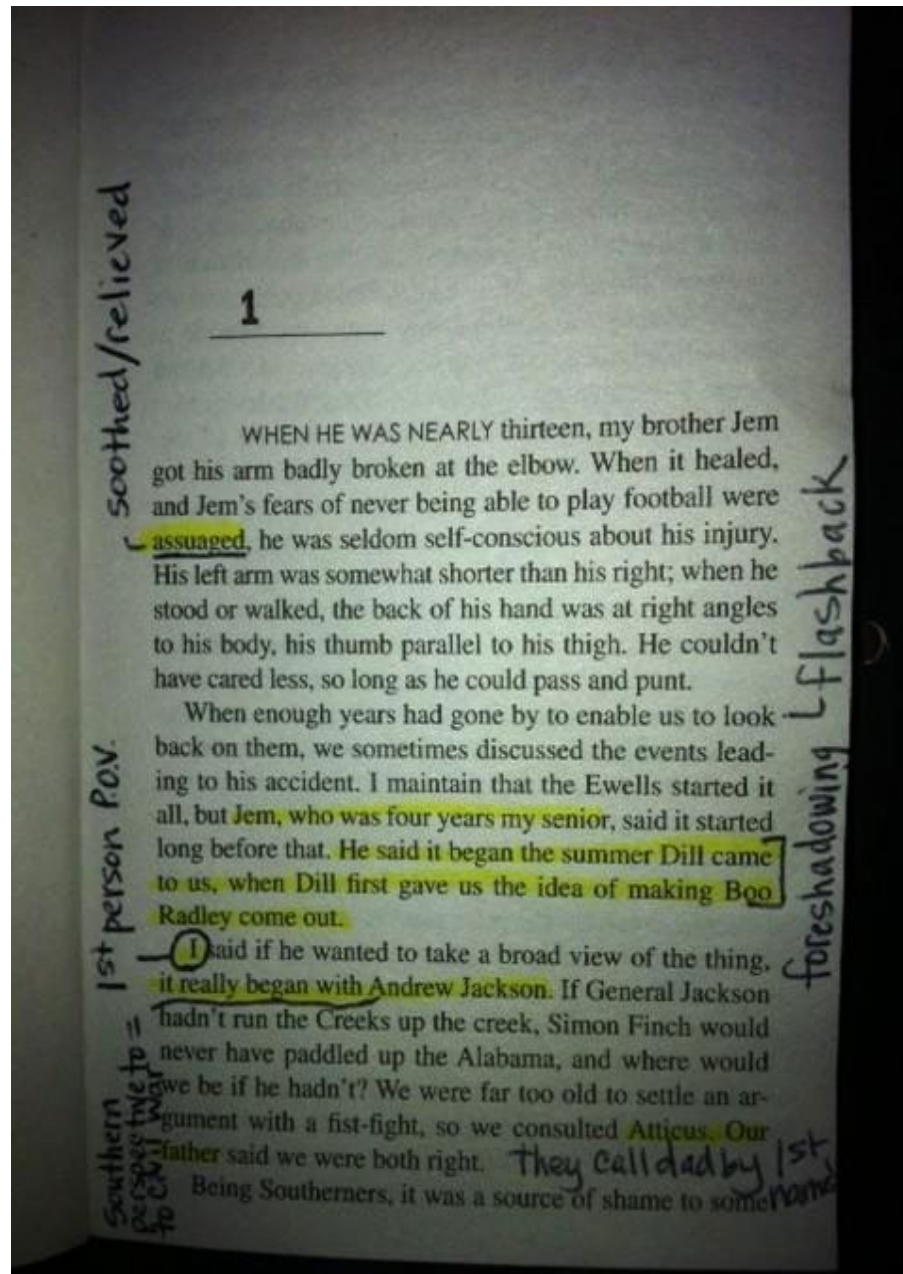 1
WHEN HE WAS NEARLY thirteen, my brother Jem
got his arm badly broken at the elbow. When it healed,
and Jem's fears of never being able to play football were
assuaged, he was seldom self-conscious about his injury.
His left arm was somewhat shorter than his right; when he
stood or walked, the back of his hand was at right angles
to his body, his thumb parallel to his thigh. He couldn't
have cared less, so long as he could pass and punt.
When enough years had gone by to enable us to look
back on them, we sometimes discussed the events lead-
ing to his accident. I maintain that the Ewells started it
all, but Jem, who was four years my senior, said it started
long before that. He said it began the summer Dill came
to us, when Dill first gave us the idea of making Boo
Radley come out.
I said if he wanted to take a broad view of the thing,
it really began with Andrew Jackson. If General Jackson
hadn't run the Creeks up the creek, Simon Finch would
never have paddled up the Alabama, and where would
we be if he hadn't? We were far too old to settle an ar-
gument with a fist-fight, so we consulted Atticus. Our
father said we were both right.
They call dad by 1st
name
Being Southerners, it was a source of shame to some
soothed/relieved
1st person P.O.V.
Southern
perspective to =
to Civil War
flashback
foreshadowing